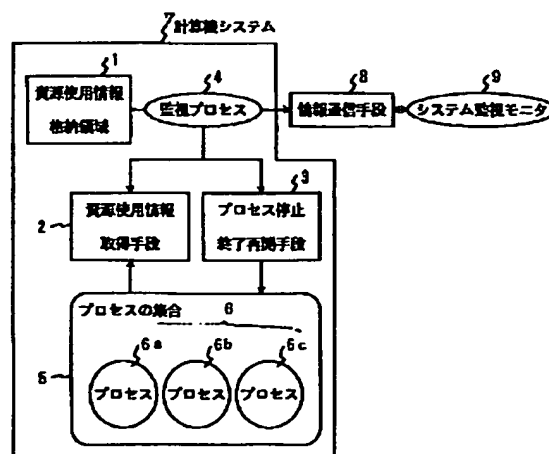 7 計算機システム
1 4 8 9
資源使用情報
格納領域
監視プロセス
情報通信手段
システム監視モニタ
3
2
資源使用情報
取得手段
プロセス停止
終了再開手段
プロセスの集合 6
5
6a 6b 6c
プロセス プロセス プロセス